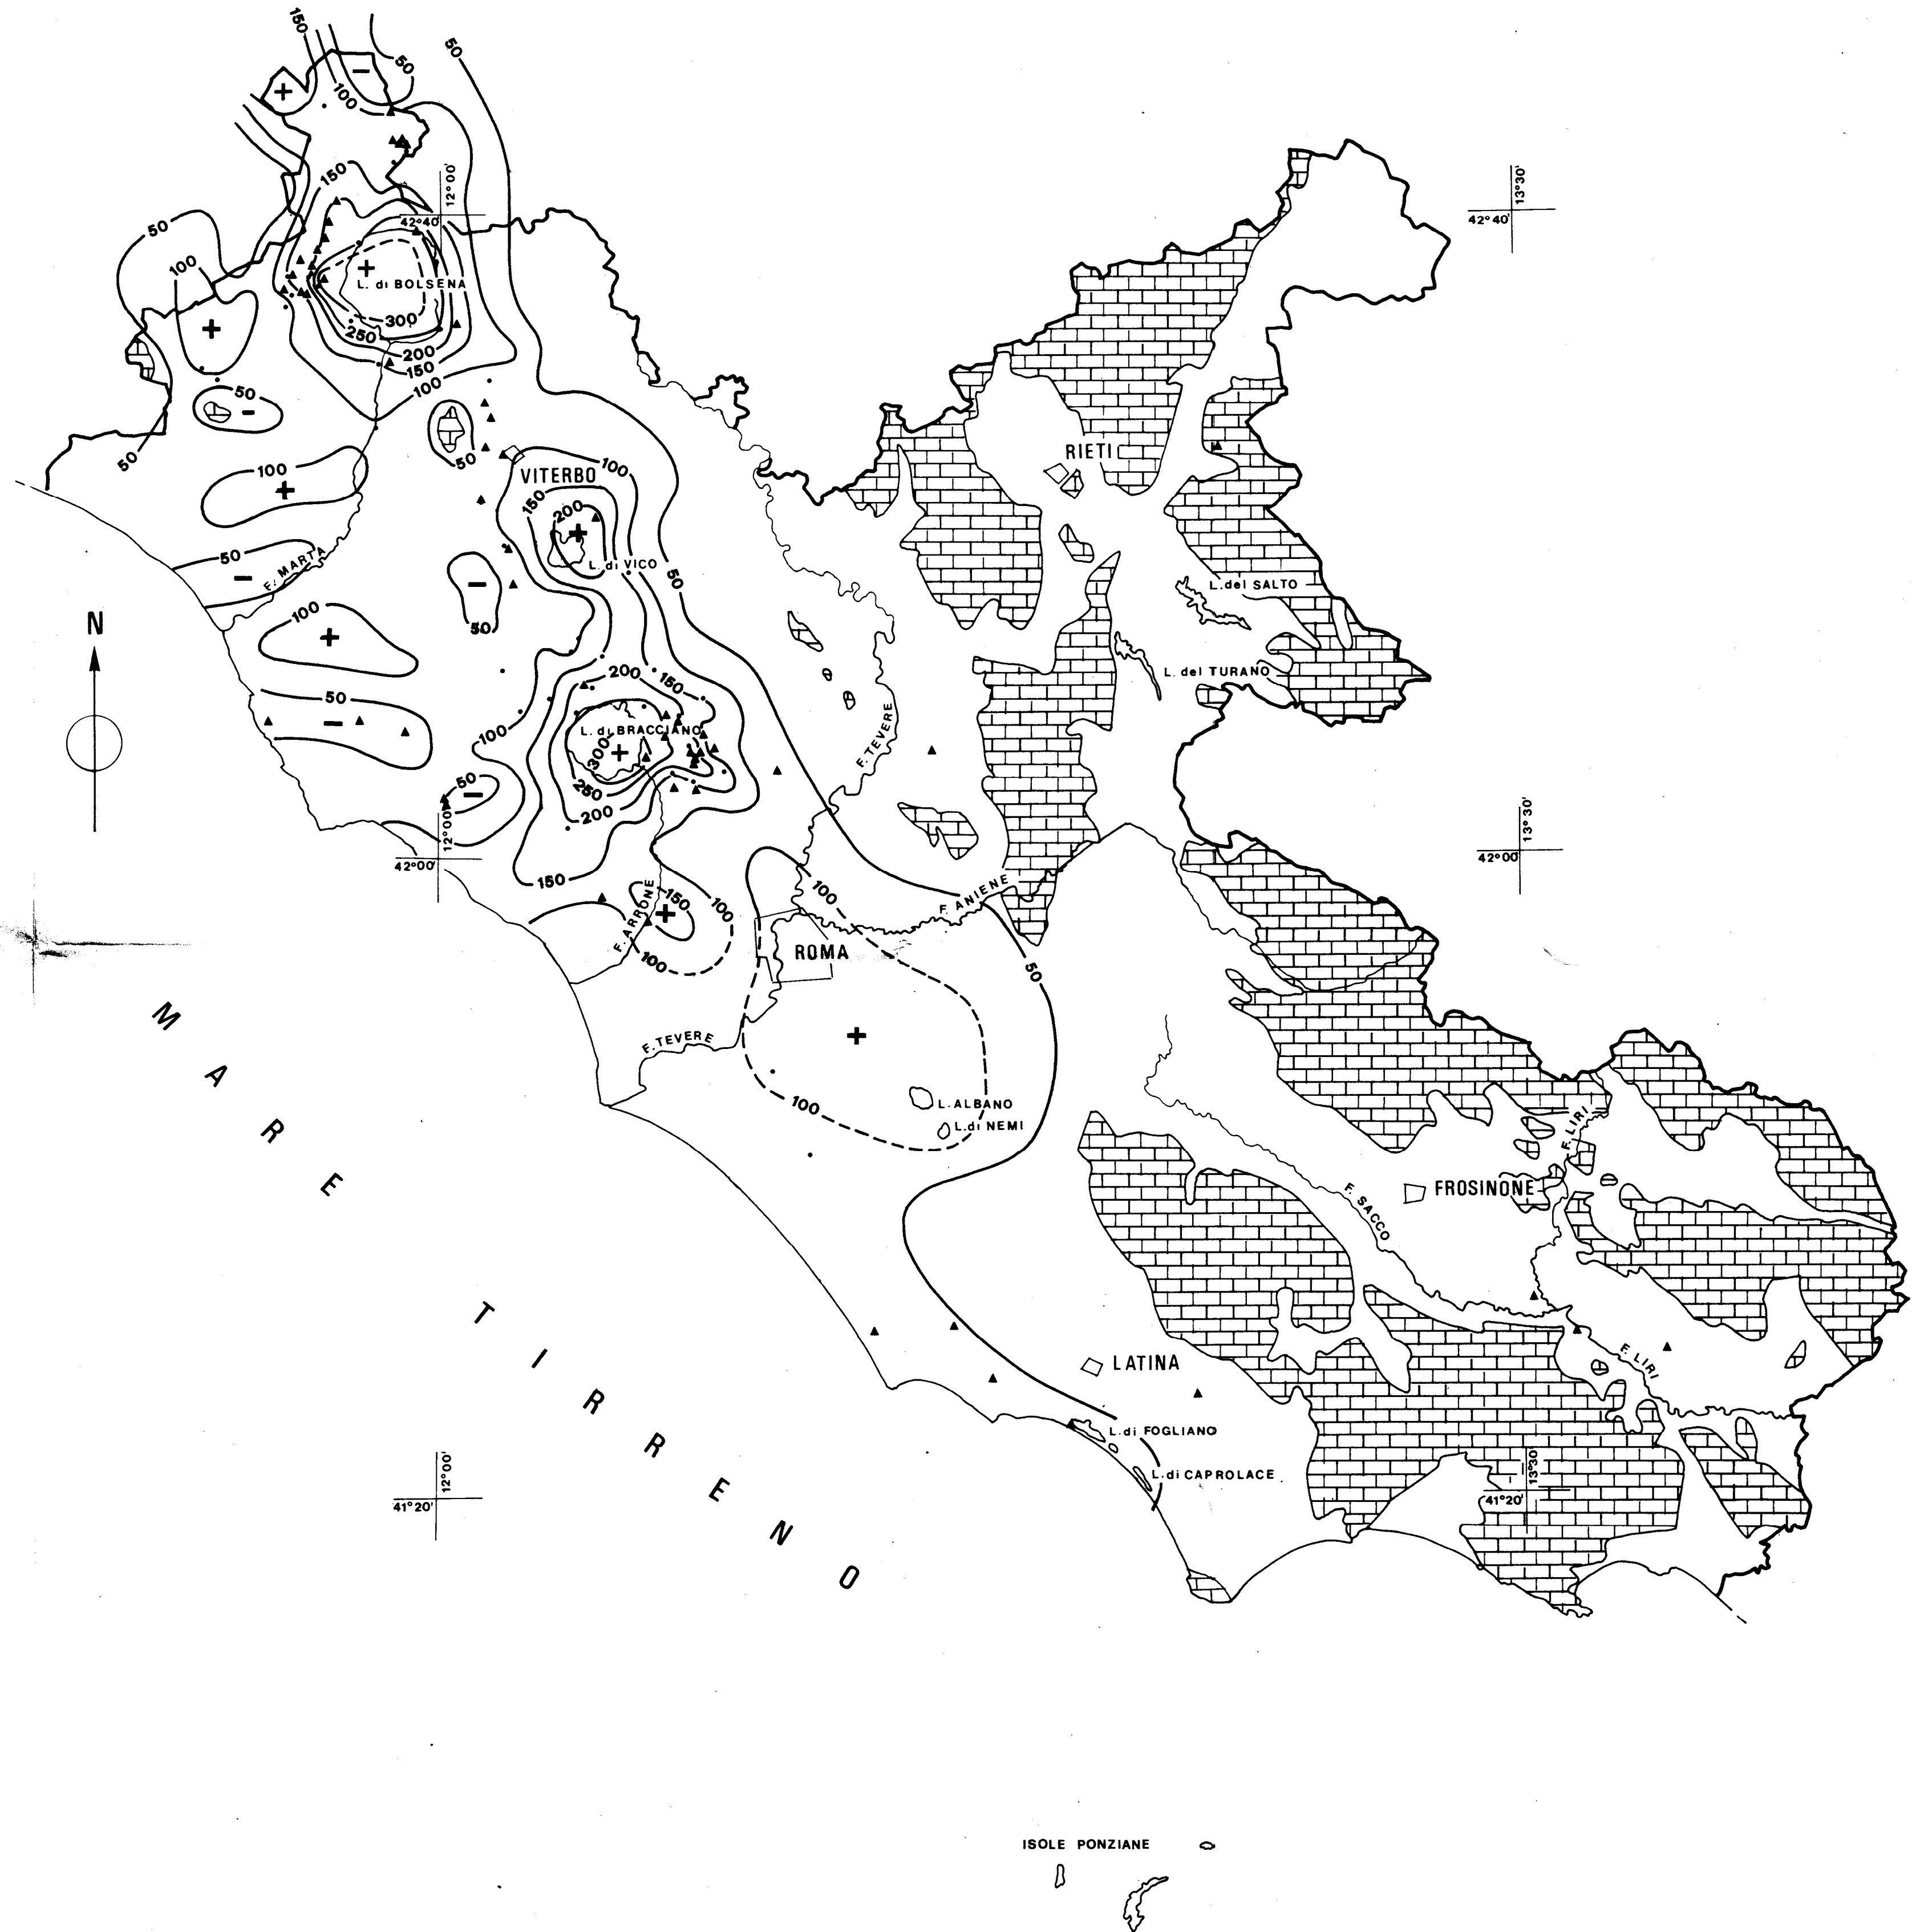 150
50
50
100
150
12°00'
42°40'
13°30'
42°40'
50
100
L. di BOLSENA
300
250
200
150
100
50
50
50
100
VITERBO
100
150
200
L. di VICO
50
RIETI
50
F. MARTA
50
L. del SALTO
100
N
L. del TURANO
200
150
50
F. TEVERE
100
L. di BRACCIANO
300
250
200
50
12°00'
42°00'
13°30'
42°00'
150
150
100
100
F. ARRONE
100
F. ANIENE
ROMA
50
F. TEVERE
100
L. ALBANO
L. di NEMI
F. LIRI
FROSINONE
F. SACCO
LATINA
F. LIRI
L. di FOGLIANO
L. di CAPROLACE
12°00'
41°20'
13°30'
41°20'
MARE TIRRENO
ISOLE PONZIANE